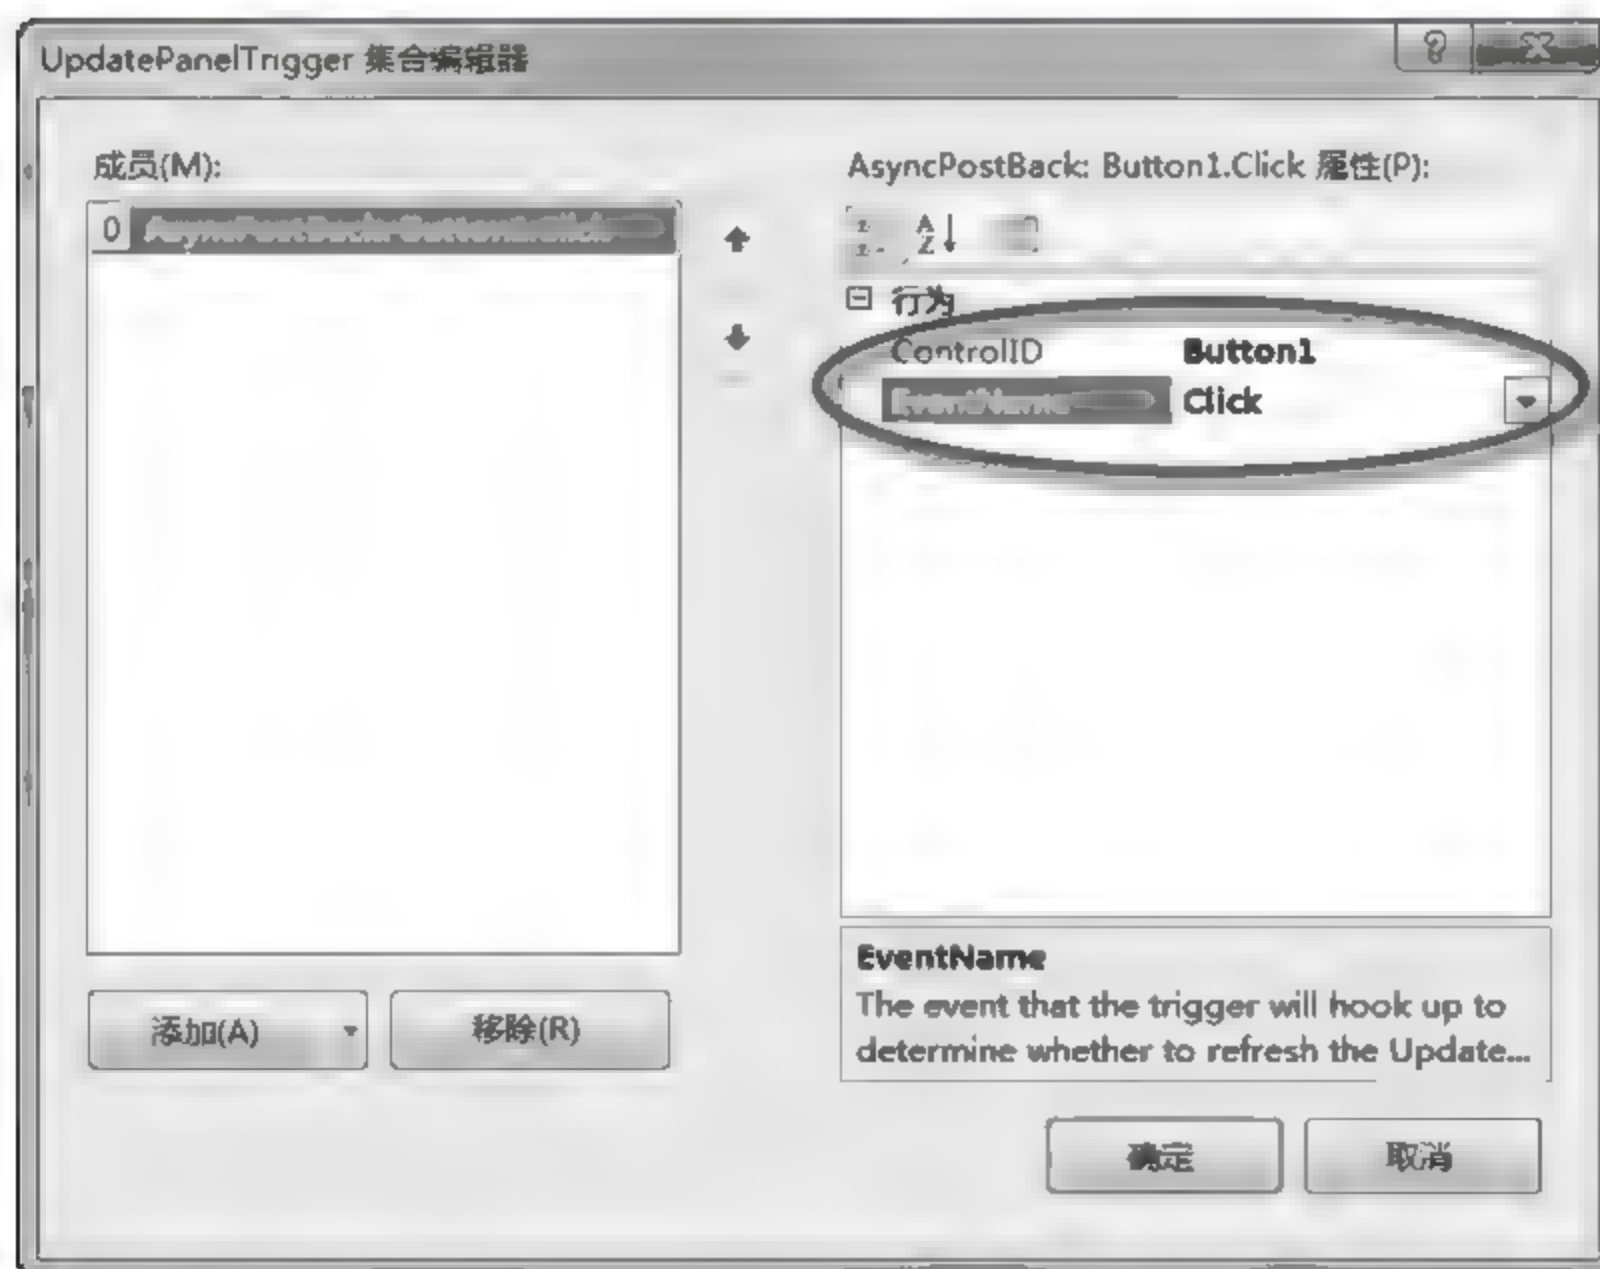 UpdatePanelTrigger 集合编辑器
成员(M):
0
AsyncPostBack: Button1.Click 属性(P):
行为
ControlID Button1
EventName Click
EventName
The event that the trigger will hook up to
determine whether to refresh the Update...
添加(A) 移除(R)
确定 取消